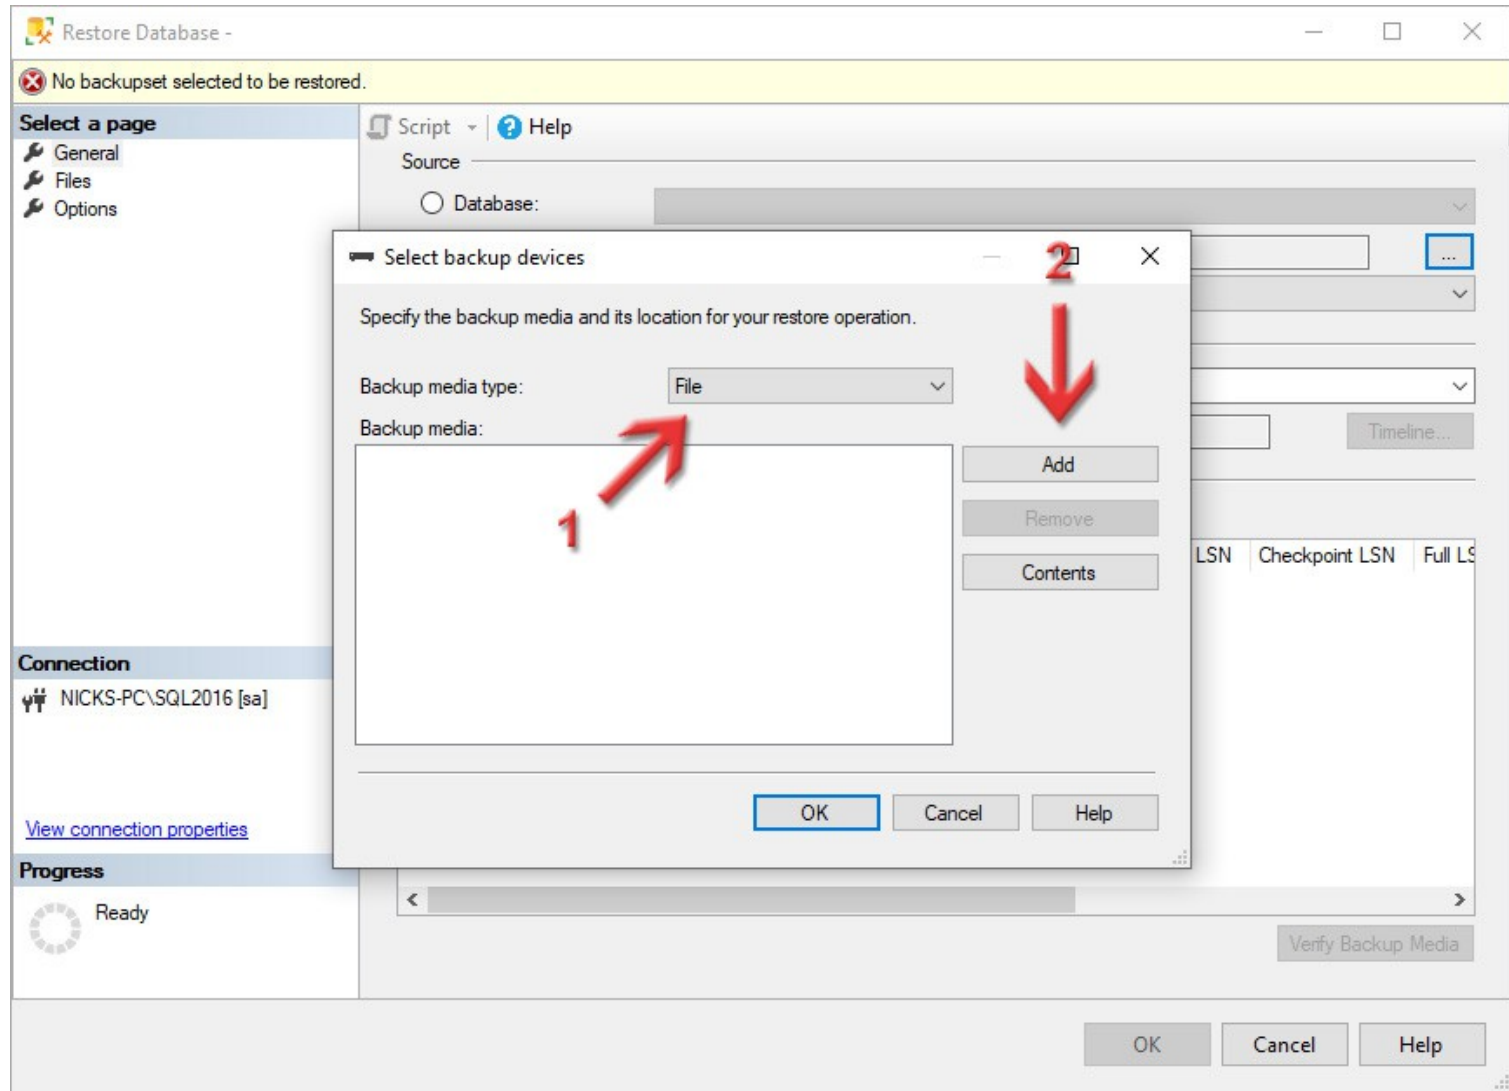 Restore Database -
No backupset selected to be restored.
Select a page
General
Files
Options
Script
Help
Source
Database:
...
Timeline...
LSN Checkpoint LSN Full LS
Verify Backup Media
Select backup devices
2
Specify the backup media and its location for your restore operation.
Backup media type: File
Backup media:
1
Add
Remove
Contents
OK Cancel Help
Connection
NICKS-PC\SQL2016 [sa]
View connection properties
Progress
Ready
OK Cancel Help